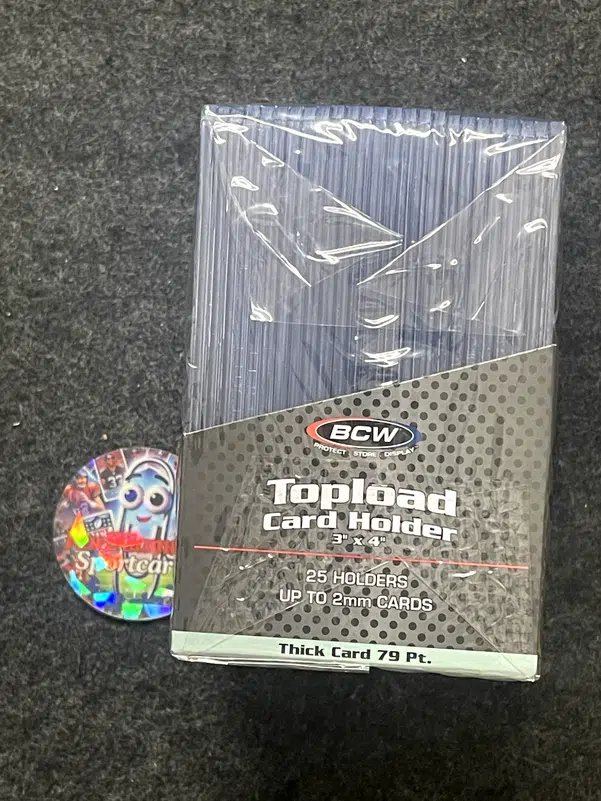 BCW
PROTECT STORE DISPLAY
Topload
Card Holder
3" x 4"
25 HOLDERS
UP TO 2mm CARDS
Thick Card 79 Pt.
31
Sportcar